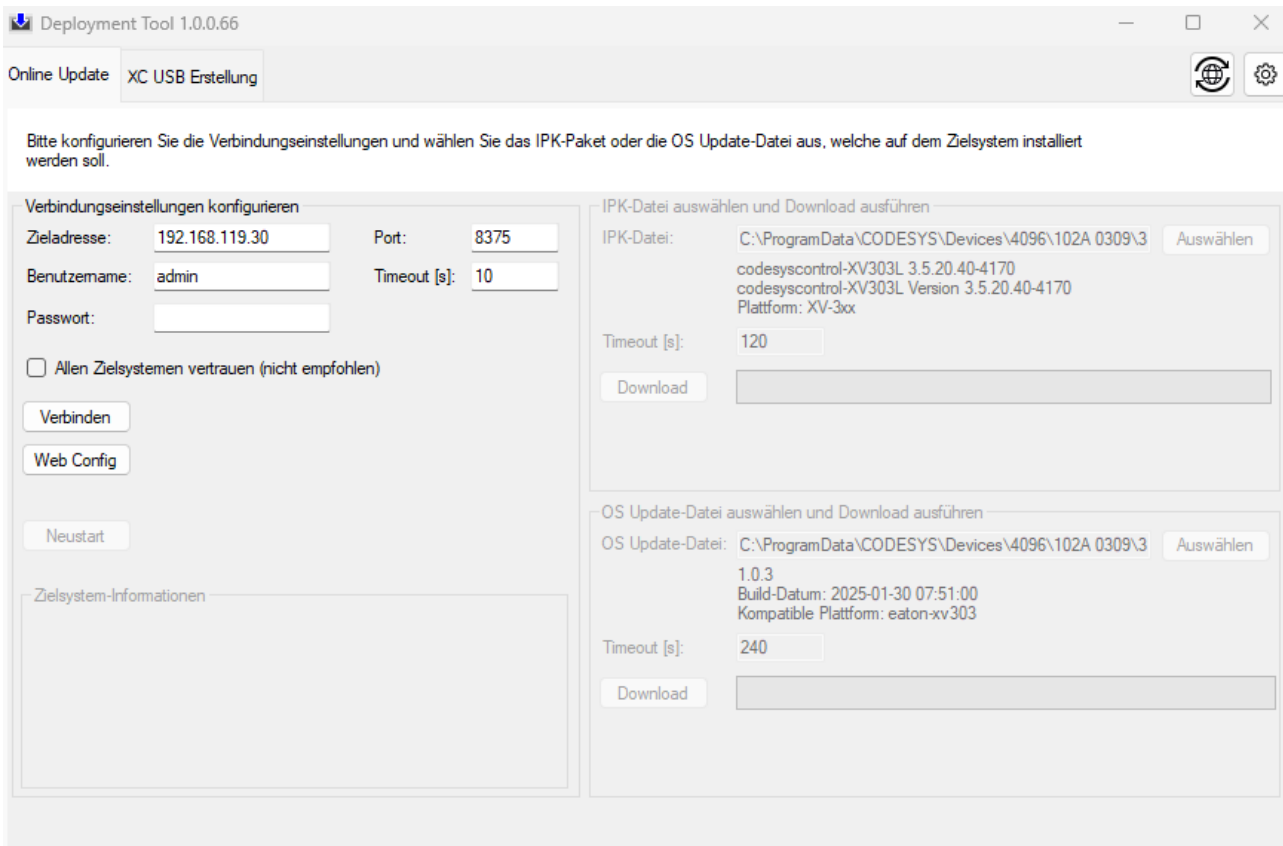 Deployment Tool 1.0.0.66
Online Update
XC USB Erstellung
Bitte konfigurieren Sie die Verbindungseinstellungen und wählen Sie das IPK-Paket oder die OS Update-Datei aus, welche auf dem Zielsystem installiert
werden soll.
Verbindungseinstellungen konfigurieren
Zieladresse: 192.168.119.30 Port: 8375
Benutzername: admin Timeout [s]: 10
Passwort:
Allen Zielsystemen vertrauen (nicht empfohlen)
Verbinden
Web Config
Neustart
Zielsystem-Informationen
IPK-Datei auswählen und Download ausführen
IPK-Datei: C:\ProgramData\CODESYS\Devices\4096\102A 0309\3 Auswählen
codesyscontrol-XV303L 3.5.20.40-4170
codesyscontrol-XV303L Version 3.5.20.40-4170
Plattform: XV-3xx
Timeout [s]: 120
Download
OS Update-Datei auswählen und Download ausführen
OS Update-Datei: C:\ProgramData\CODESYS\Devices\4096\102A 0309\3 Auswählen
1.0.3
Build-Datum: 2025-01-30 07:51:00
Kompatible Plattform: eaton-xv303
Timeout [s]: 240
Download